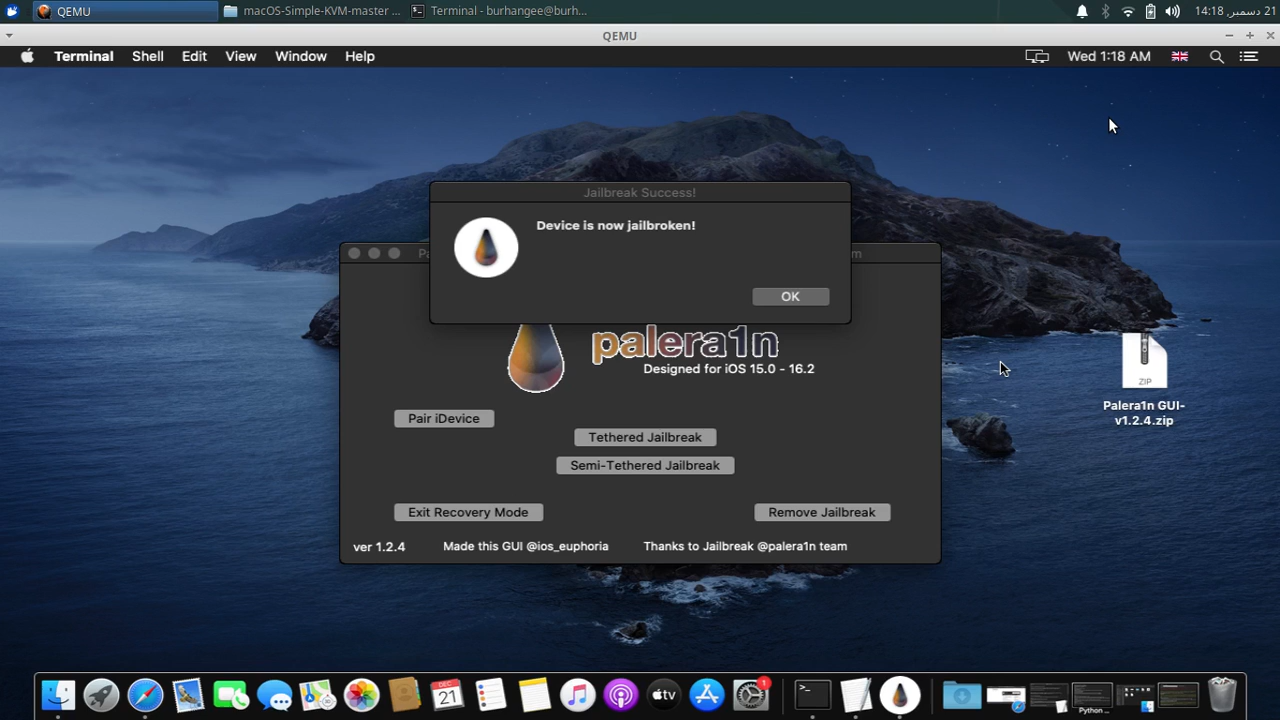 QEMU
macOS-Simple-KVM-master ...
Terminal - burhangee@burh...
21 دسمبر, 14:18
QEMU
Terminal Shell Edit View Window Help
Wed 1:18 AM
Jailbreak Success!
Device is now jailbroken!
OK
palera1n
Designed for iOS 15.0 - 16.2
Pair iDevice
Tethered Jailbreak
Semi-Tethered Jailbreak
Exit Recovery Mode
Remove Jailbreak
ver 1.2.4
Made this GUI @ios_euphoria
Thanks to Jailbreak @palera1n team
ZIP
Palera1n GUI-
v1.2.4.zip
DEC
21
tv
1
Python ...